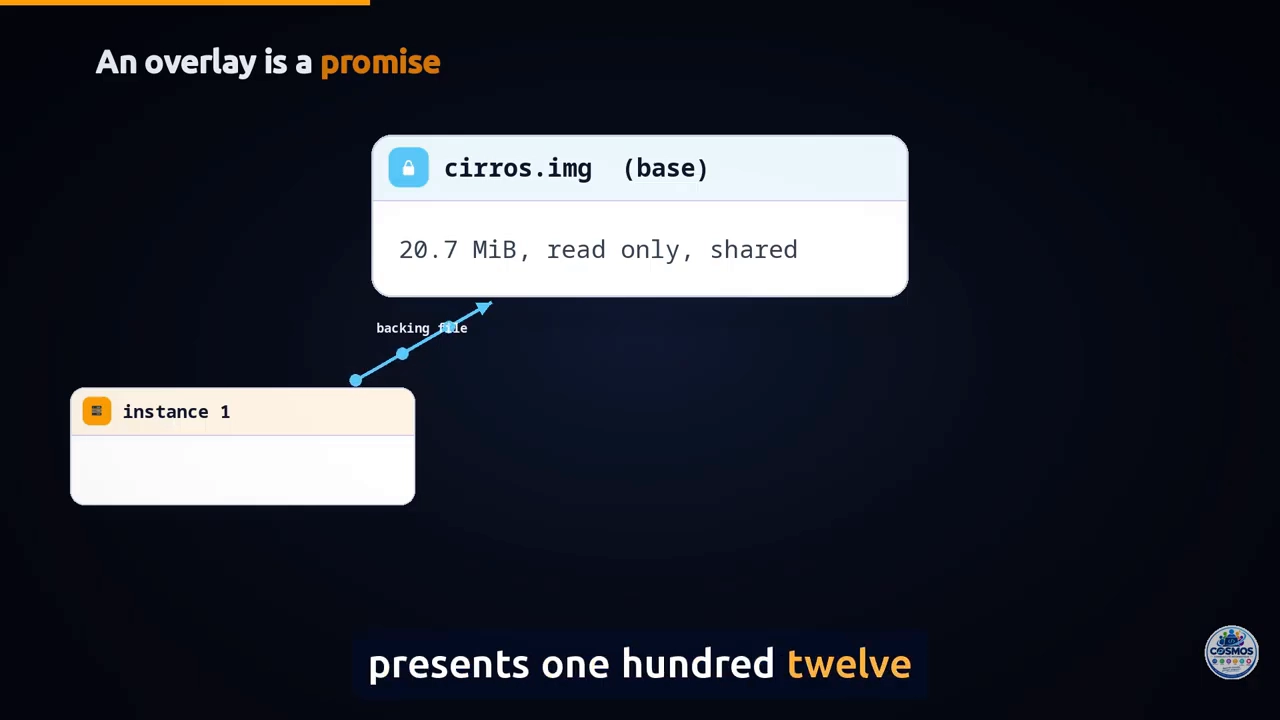 An overlay is a promise
cirros.img (base)
20.7 MiB, read only, shared
backing file
instance 1
presents one hundred twelve
COSMOS